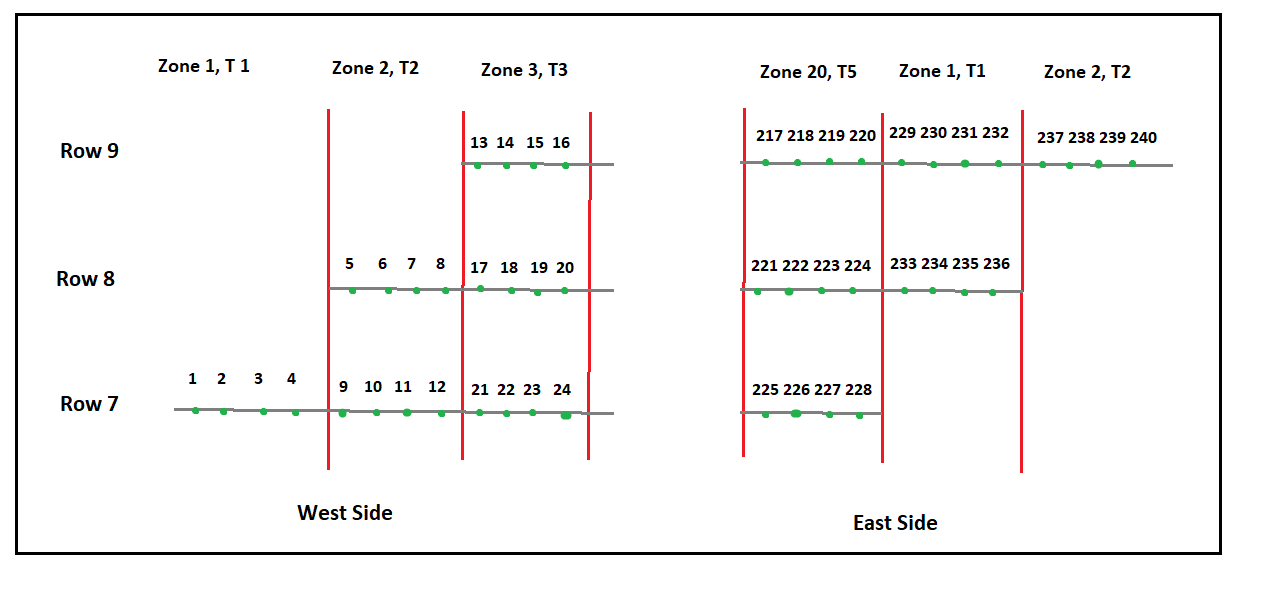 Zone 1, T 1 Zone 2, T2 Zone 3, T3 Zone 20, T5 Zone 1, T1 Zone 2, T2
Row 9 13 14 15 16 217 218 219 220 229 230 231 232 237 238 239 240
Row 8 5 6 7 8 17 18 19 20 221 222 223 224 233 234 235 236
Row 7 1 2 3 4 9 10 11 12 21 22 23 24 225 226 227 228
West Side East Side